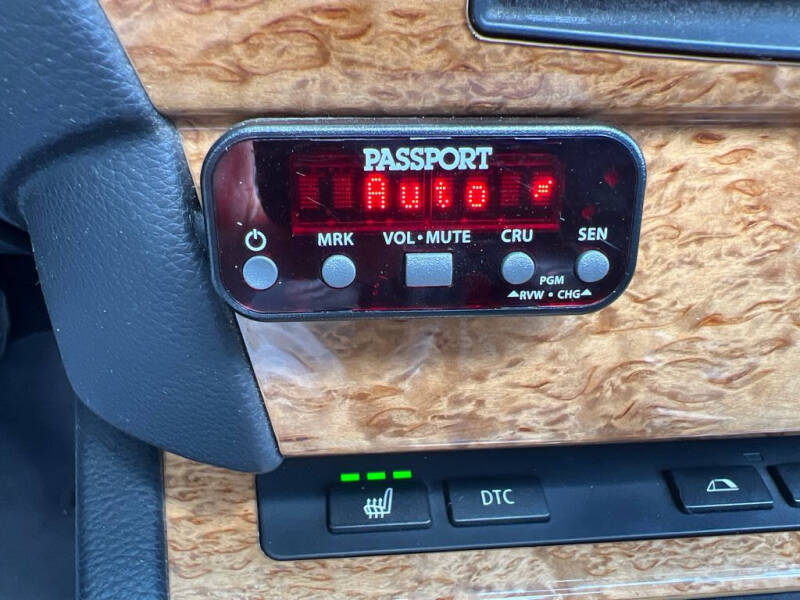 PASSPORT
Auto
MRK VOL•MUTE CRU SEN
PGM
RVW • CHG
DTC